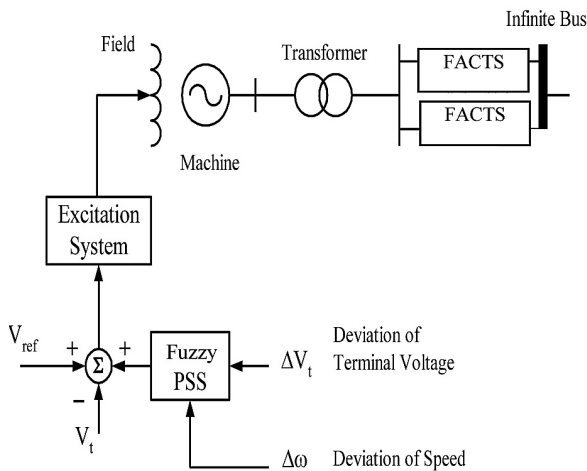 Infinite Bus
Field
Transformer
FACTS
FACTS
Machine
Excitation
System
V_ref
+
+
Σ
−
V_t
Fuzzy
PSS
ΔV_t
Deviation of
Terminal Voltage
Δω
Deviation of Speed